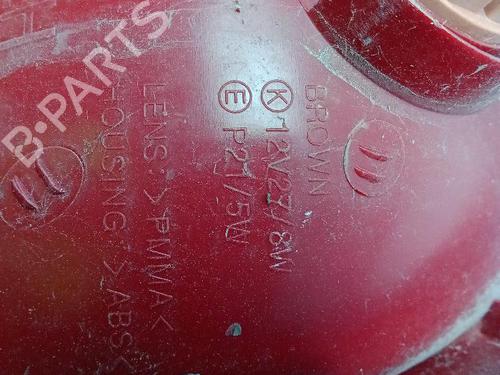 B-PARTS
BROWN
K 12V27/8W
E P21/5W
LENS: >PMMA<
HOUSING: >ABS<